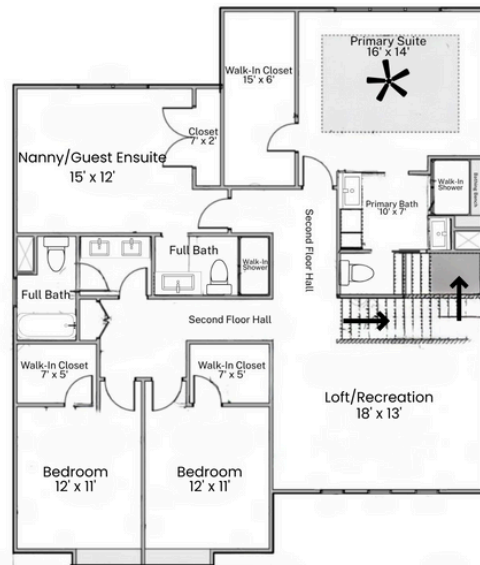 Primary Suite
16' x 14'
Walk-In Closet
15' x 6'
Closet
7' x 2'
Nanny/Guest Ensuite
15' x 12'
Walk-In
Shower
Bathing Bench
Primary Bath
'10' x 7'
Second Floor Hall
Full Bath
Walk-In
Shower
Full Bath
Second Floor Hall
Walk-In Closet
7' x 5'
Walk-In Closet
7' x 5'
Loft/Recreation
18' x 13'
Bedroom
12' x 11'
Bedroom
12' x 11'